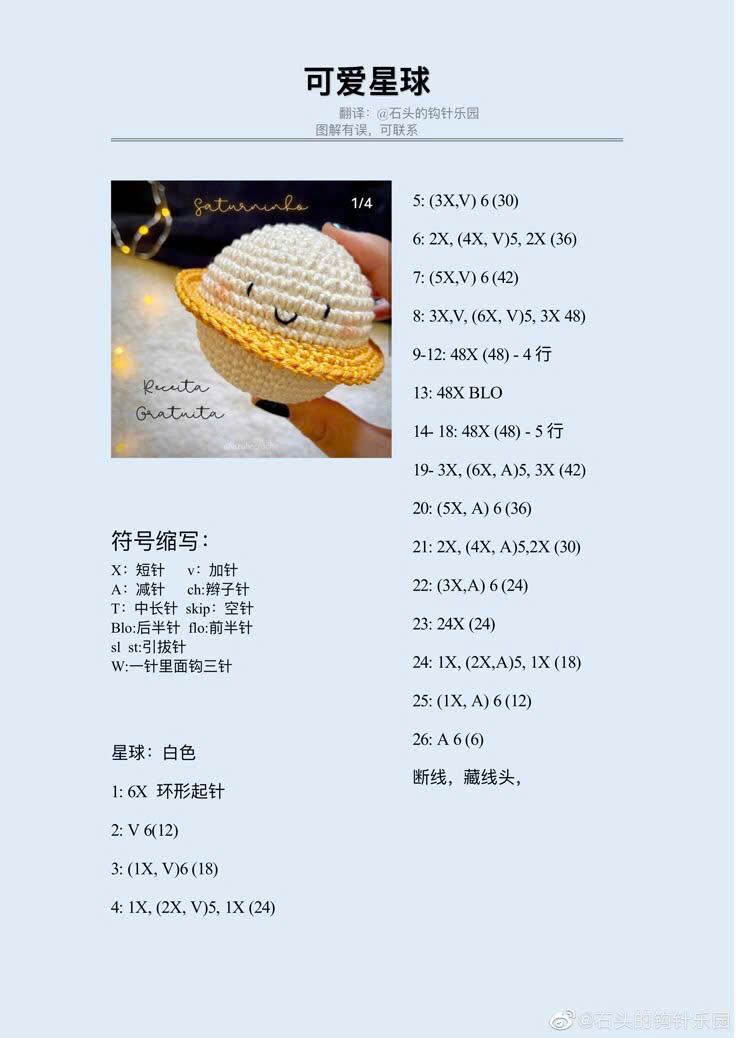 可爱星球
翻译：@石头的钩针乐园
图解有误，可联系
Saturninho
1/4
Receita
Gratuita
符号缩写：
X：短针 v：加针
A：减针 ch:辫子针
T：中长针 skip：空针
Blo:后半针 flo:前半针
sl st:引拔针
W:一针里面钩三针
星球：白色
1: 6X 环形起针
2: V 6(12)
3: (1X, V)6 (18)
4: 1X, (2X, V)5, 1X (24)
5: (3X,V) 6 (30)
6: 2X, (4X, V)5, 2X (36)
7: (5X,V) 6 (42)
8: 3X,V, (6X, V)5, 3X 48)
9-12: 48X (48) - 4 行
13: 48X BLO
14- 18: 48X (48) - 5 行
19- 3X, (6X, A)5, 3X (42)
20: (5X, A) 6 (36)
21: 2X, (4X, A)5,2X (30)
22: (3X,A) 6 (24)
23: 24X (24)
24: 1X, (2X,A)5, 1X (18)
25: (1X, A) 6 (12)
26: A 6 (6)
断线，藏线头，
@石头的钩针乐园